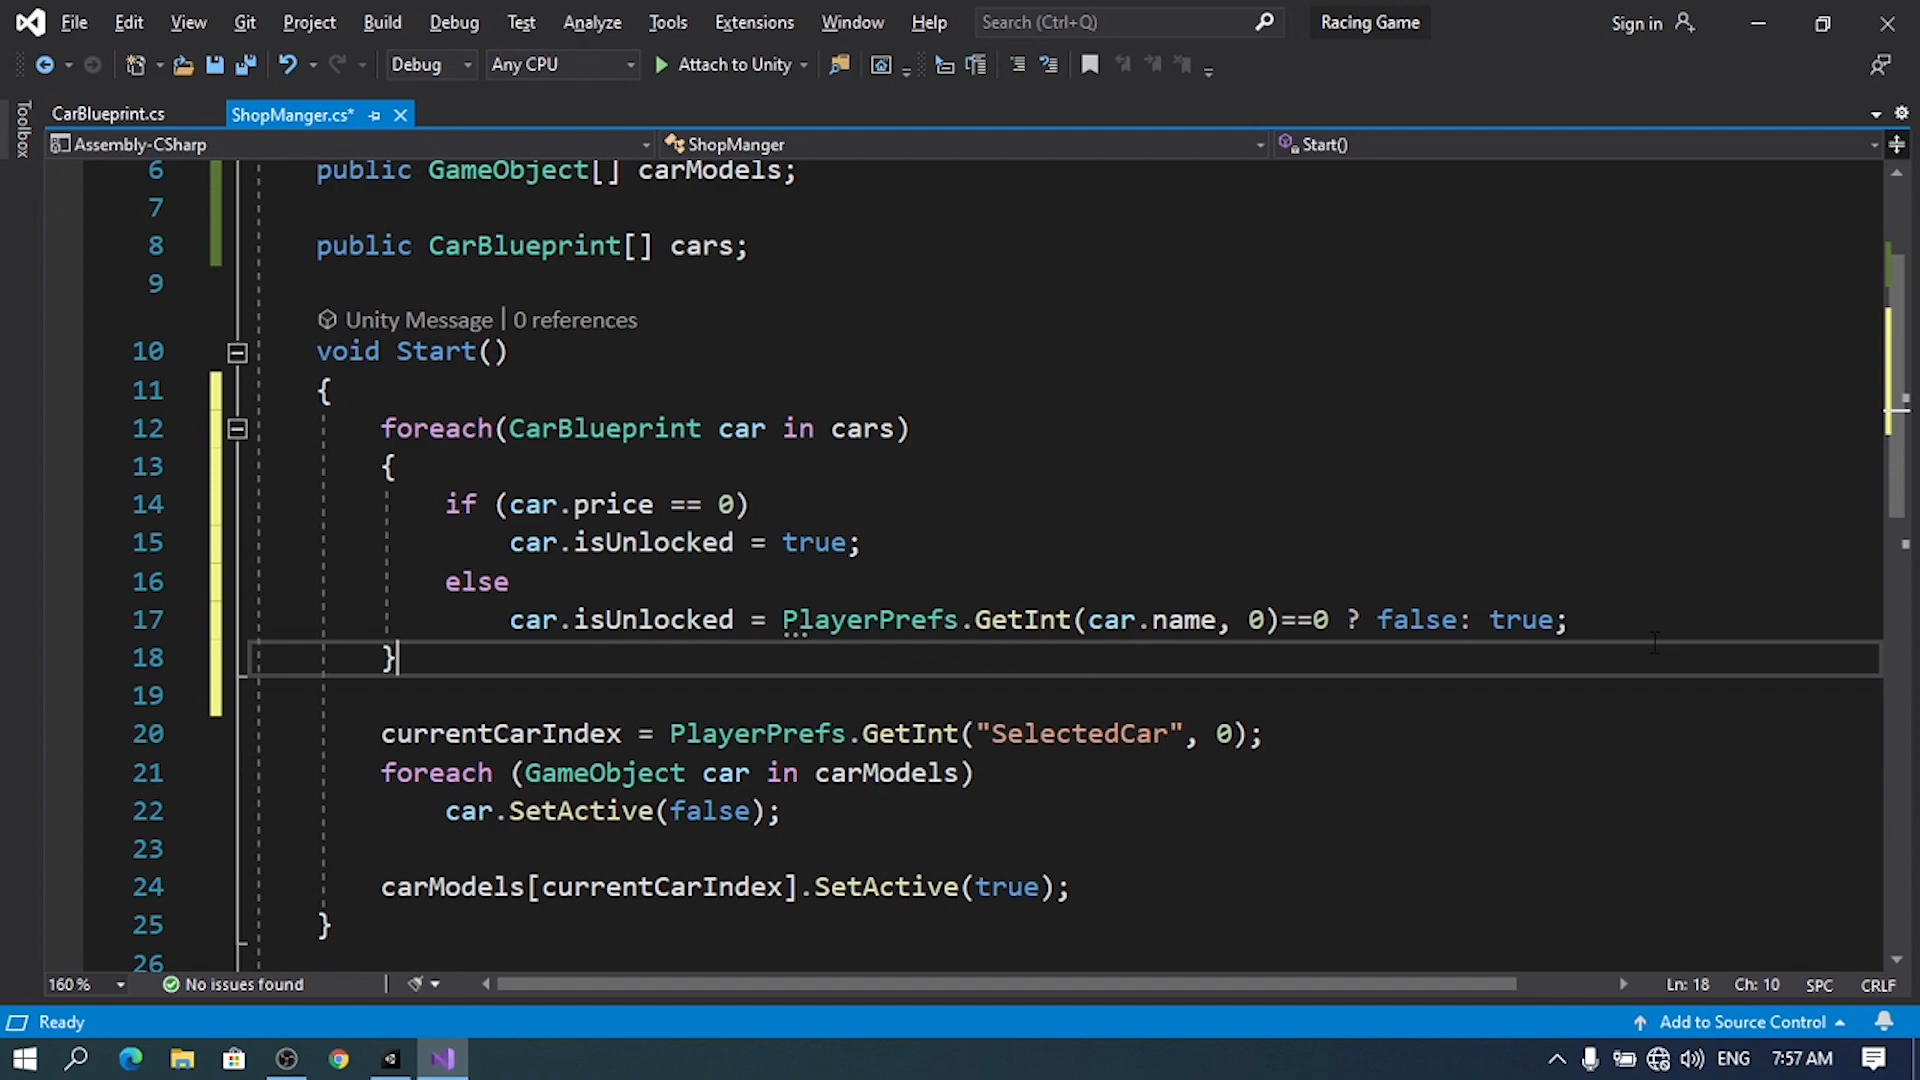 File Edit View Git Project Build Debug Test Analyze Tools Extensions Window Help Search (Ctrl+Q) Racing Game Sign in
Debug Any CPU Attach to Unity
Toolbox
CarBlueprint.cs ShopManger.cs*
Assembly-CSharp ShopManger Start()
6 public GameObject[] carModels;
7
8 public CarBlueprint[] cars;
9
Unity Message | 0 references
10 void Start()
11 {
12 foreach(CarBlueprint car in cars)
13 {
14 if (car.price == 0)
15 car.isUnlocked = true;
16 else
17 car.isUnlocked = PlayerPrefs.GetInt(car.name, 0)==0 ? false: true;
18 }
19
20 currentCarIndex = PlayerPrefs.GetInt("SelectedCar", 0);
21 foreach (GameObject car in carModels)
22 car.SetActive(false);
23
24 carModels[currentCarIndex].SetActive(true);
25 }
26
160 % No issues found Ln: 18 Ch: 10 SPC CRLF
Ready Add to Source Control
ENG 7:57 AM